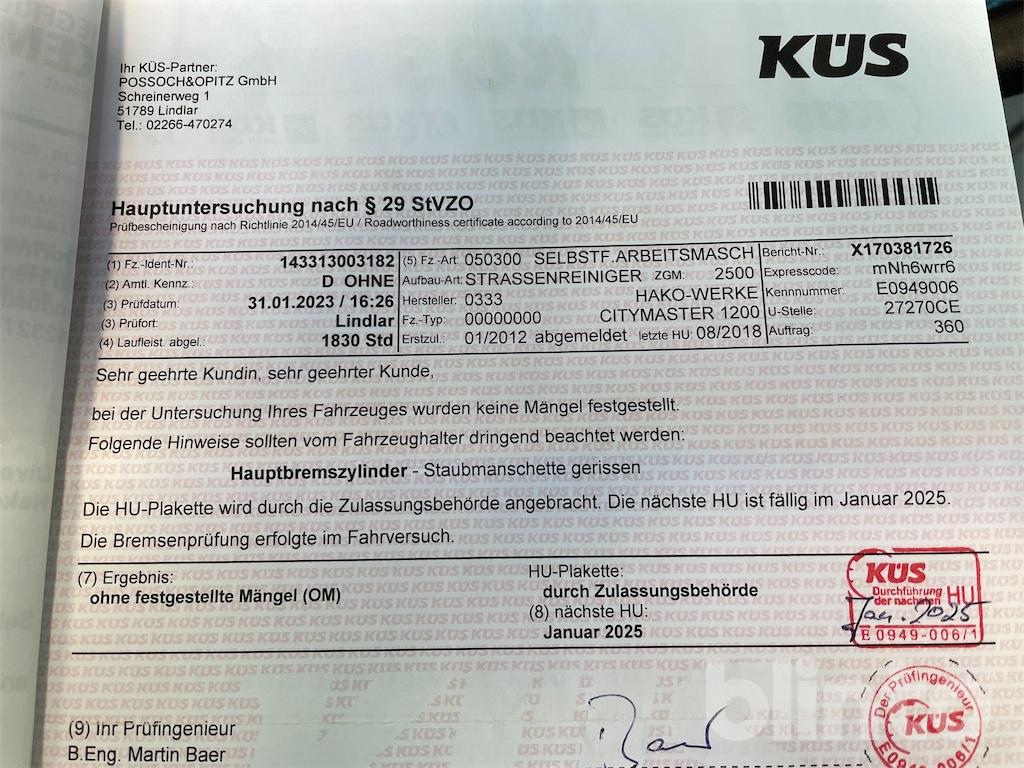 KÜS
Ihr KÜS-Partner:
POSSOCH&OPITZ GmbH
Schreinerweg 1
51789 Lindlar
Tel.: 02266-470274
Hauptuntersuchung nach § 29 StVZO
Prüfbescheinigung nach Richtlinie 2014/45/EU / Roadworthiness certificate according to 2014/45/EU
(1) Fz.-Ident-Nr.: 143313003182 (5) Fz.-Art: 050300 SELBSTF.ARBEITSMASCH Bericht-Nr.: X170381726
(2) Amtl. Kennz.: D OHNE Aufbau-Art: STRASSENREINIGER ZGM: 2500 Expresscode: mNh6wrr6
(3) Prüfdatum: 31.01.2023 / 16:26 Hersteller: 0333 HAKO-WERKE Kennnummer: E0949006
(3) Prüfort: Lindlar Fz.-Typ: 00000000 CITYMASTER 1200 U-Stelle: 27270CE
(4) Laufleist. abgel.: 1830 Std Erstzul.: 01/2012 abgemeldet letzte HU: 08/2018 Auftrag: 360
Sehr geehrte Kundin, sehr geehrter Kunde,
bei der Untersuchung Ihres Fahrzeuges wurden keine Mängel festgestellt.
Folgende Hinweise sollten vom Fahrzeughalter dringend beachtet werden:
Hauptbremszylinder - Staubmanschette gerissen
Die HU-Plakette wird durch die Zulassungsbehörde angebracht. Die nächste HU ist fällig im Januar 2025.
Die Bremsenprüfung erfolgte im Fahrversuch.
(7) Ergebnis:
ohne festgestellte Mängel (OM)
HU-Plakette:
durch Zulassungsbehörde
(8) nächste HU:
Januar 2025
KÜS
Durchführung
der nächsten HU
Jan. 2025
E 0949-006/1
(9) Ihr Prüfingenieur
B.Eng. Martin Baer
Der Prüfingenieur
KÜS
E0949-006/1